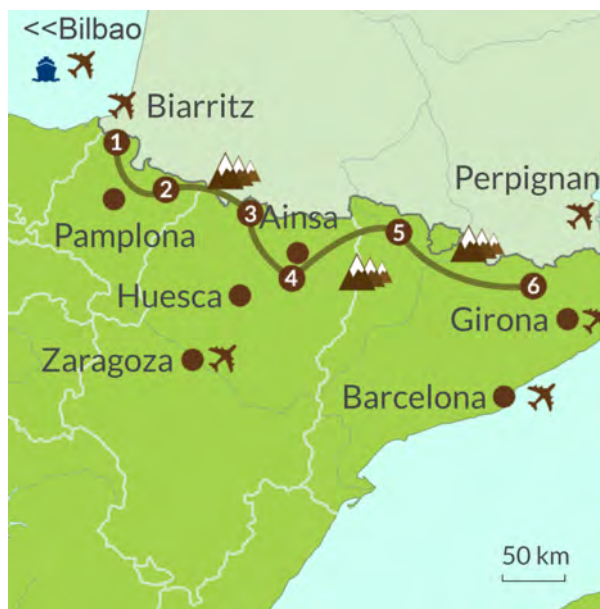 <<Bilbao
Biarritz
1
Perpignan
2
3
Ainsa
5
Pamplona
4
6
Huesca
Girona
Zaragoza
Barcelona
50 km